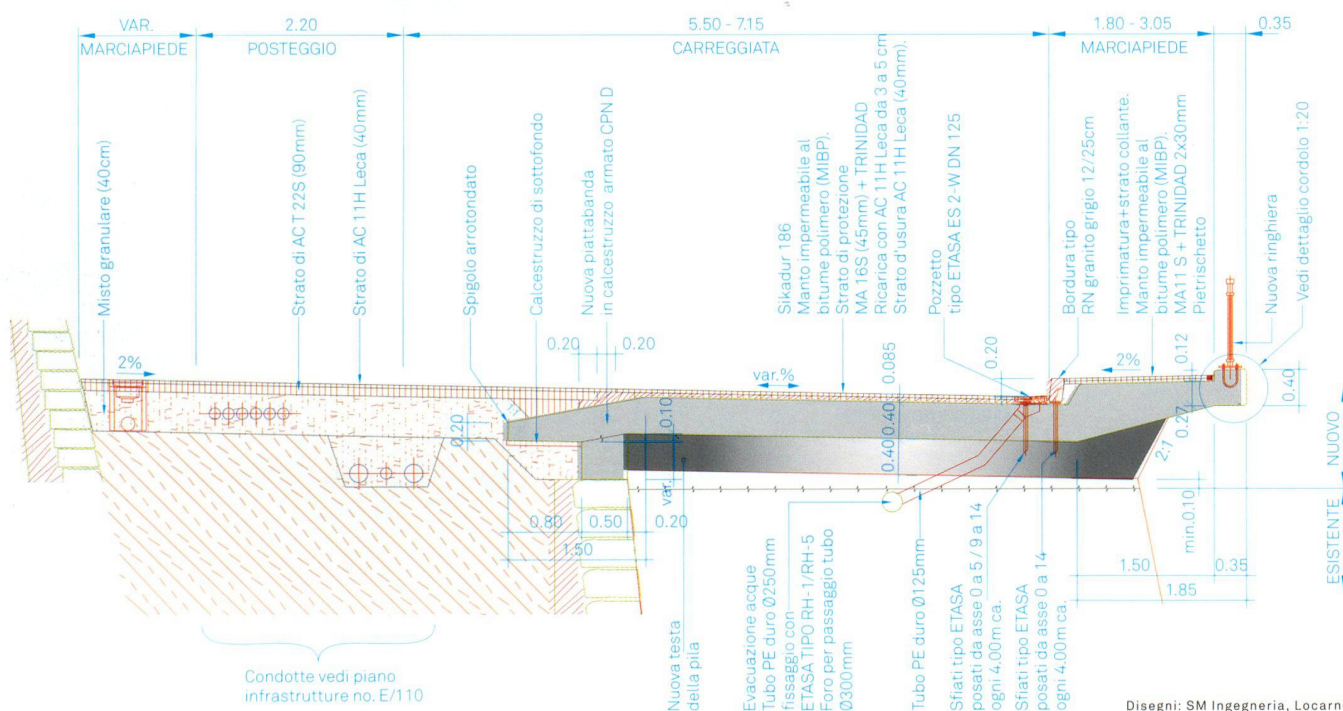 VAR.
2.20
5.50 - 7.15
1.80 - 3.05
0.35
MARCIAPIEDE
POSTEGGIO
CARREGGIATA
MARCIAPIEDE
Misto granulare (40cm)
Strato di AC T 22S (90mm)
Strato di AC 11H Leca (40mm)
Spigolo arrotondato
Calcestruzzo di sottofondo
Nuova piattabanda
in calcestruzzo armato CPN D
Sikadur 186
Manto impermeabile al
bitume polimero (MIBP).
Strato di protezione
MA 16S (45mm) + TRINIDAD
Ricarica con AC 11H Leca da 3 a 5 cm
Strato d'usura AC 11H Leca (40mm).
Pozzetto
tipo ETASA ES 2-W DN 125
Bordura tipo
RN granito grigio 12/25cm
Imprimatura+strato collante.
Manto impermeabile al
bitume polimero (MIBP).
MA11 S + TRINIDAD 2x30mm
Pietrischetto
Nuova ringhiera
Vedi dettaglio cordolo 1:20
2%
0.20
0.20
var.%
0.085
0.20
2%
0.12
0.40
0.20
0.10
0.40
0.40
0.27
2:1
NUOVO
var.
0.80
0.50
0.20
1.50
min.0.10
1.50
0.35
1.85
ESISTENTE
Condotte vedi piano
infrastrutture no. E/110
Nuova testa
della pila
Evacuazione acque
Tubo PE duro Ø250mm
fissaggio con
ETASA TIPO RH-1/RH-5
Foro per passaggio tubo
Ø300mm
Tubo PE duro Ø125mm
Sfiati tipo ETASA
posati da asse 0 a 5 / 9 a 14
ogni 4.00m ca.
Sfiati tipo ETASA
posati da asse 0 a 14
ogni 4.00m ca.
Disegni: SM Ingegneria, Locarn